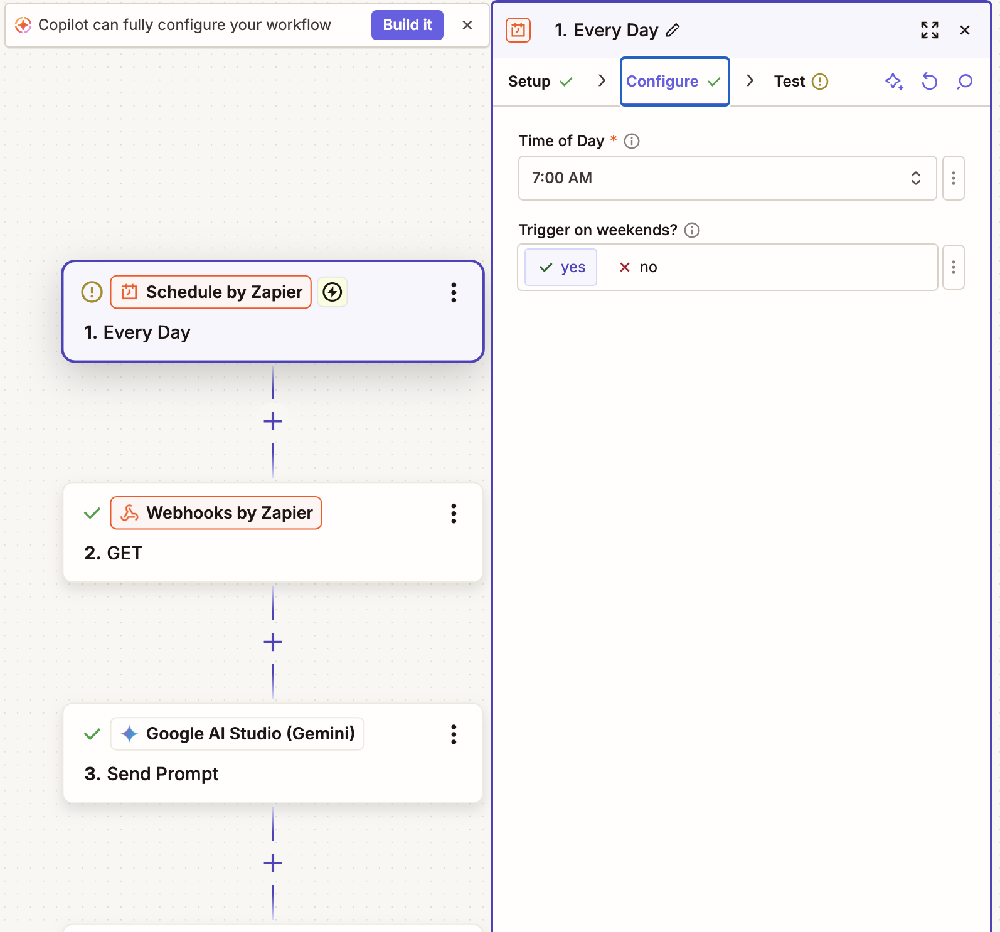 Copilot can fully configure your workflow
Build it
Schedule by Zapier
1. Every Day
Webhooks by Zapier
2. GET
Google AI Studio (Gemini)
3. Send Prompt
1. Every Day
Setup
Configure
Test
Time of Day *
7:00 AM
Trigger on weekends?
yes
no